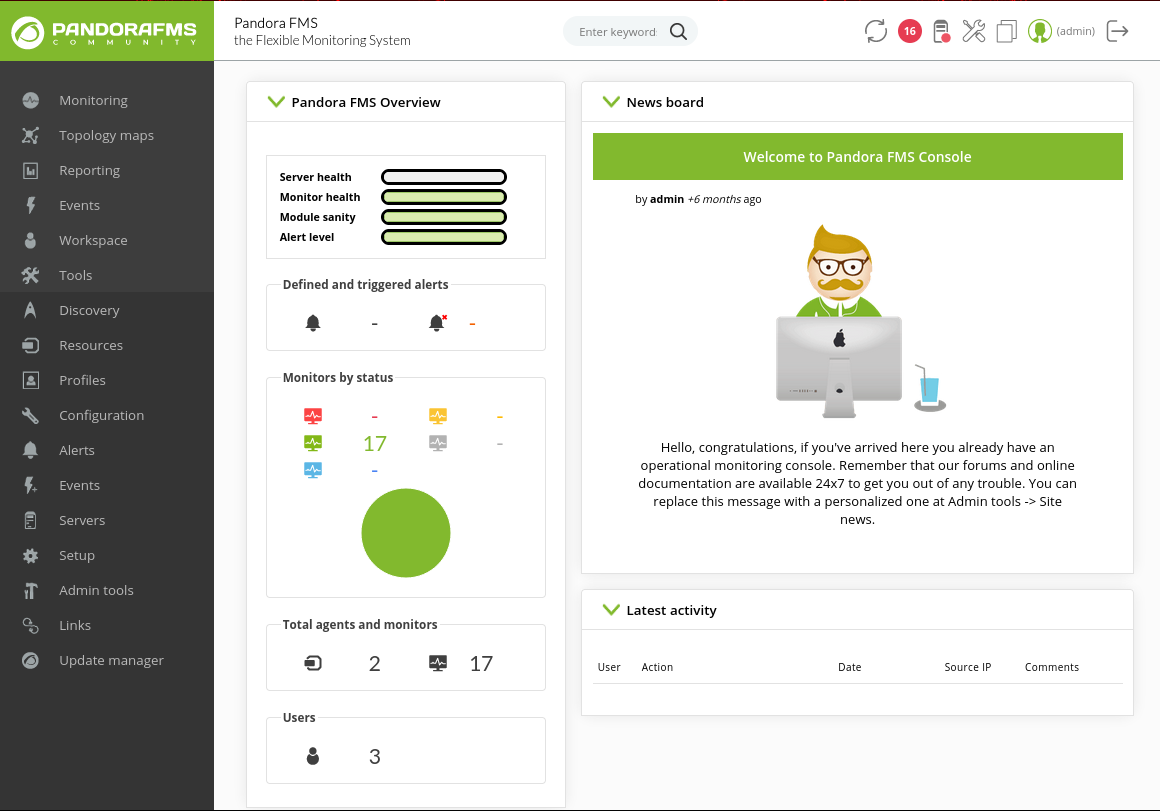 PANDORAFMS
COMMUNITY
Pandora FMS
the Flexible Monitoring System
Enter keyword
16
(admin)
Monitoring
Topology maps
Reporting
Events
Workspace
Tools
Discovery
Resources
Profiles
Configuration
Alerts
Events
Servers
Setup
Admin tools
Links
Update manager
Pandora FMS Overview
Server health
Monitor health
Module sanity
Alert level
Defined and triggered alerts
- -
Monitors by status
- -
17 -
-
Total agents and monitors
2 17
Users
3
News board
Welcome to Pandora FMS Console
by admin +6 months ago
Hello, congratulations, if you've arrived here you already have an
operational monitoring console. Remember that our forums and online
documentation are available 24x7 to get you out of any trouble. You can
replace this message with a personalized one at Admin tools -> Site
news.
Latest activity
User Action Date Source IP Comments